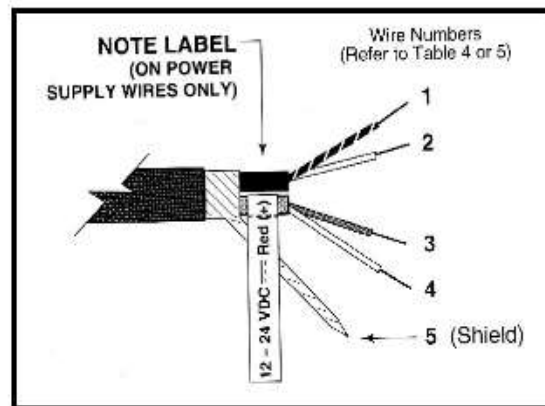 NOTE LABEL
(ON POWER
SUPPLY WIRES ONLY)
Wire Numbers
(Refer to Table 4 or 5)
1
2
3
4
5 (Shield)
12 – 24 VDC --- Red (+)